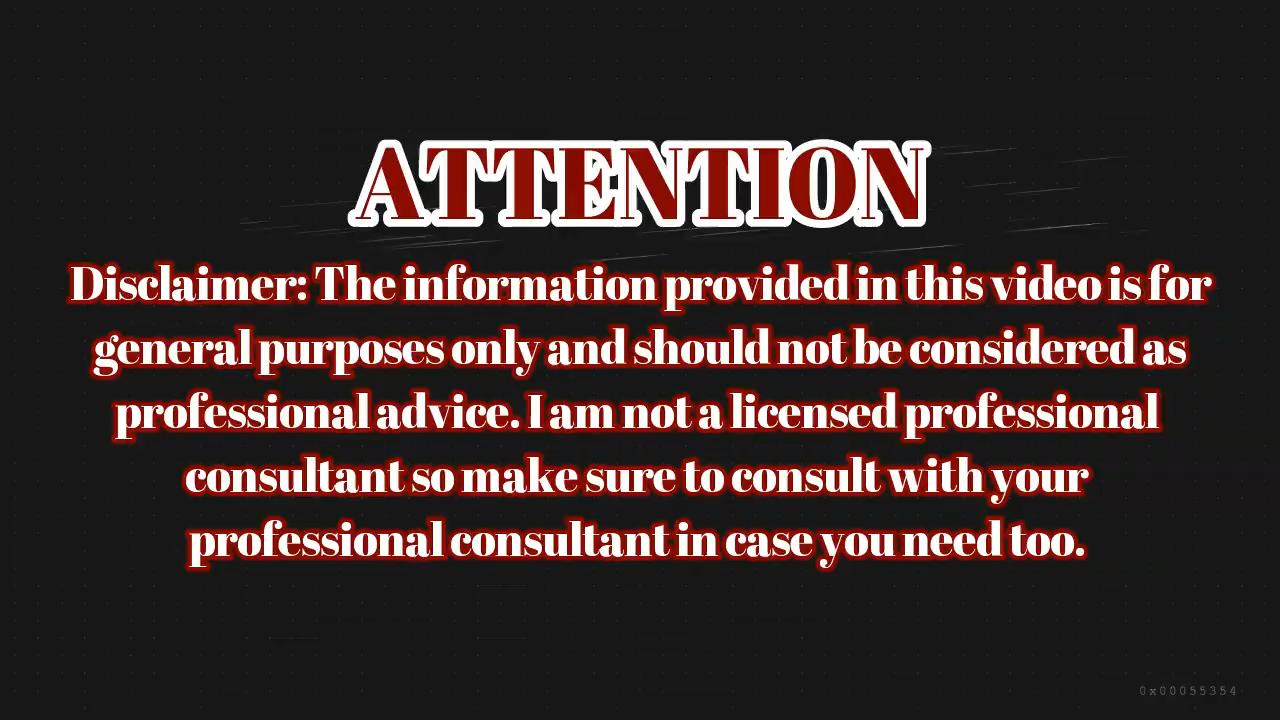 ATTENTION
Disclaimer: The information provided in this video is for
general purposes only and should not be considered as
professional advice. I am not a licensed professional
consultant so make sure to consult with your
professional consultant in case you need too.
0x00055354